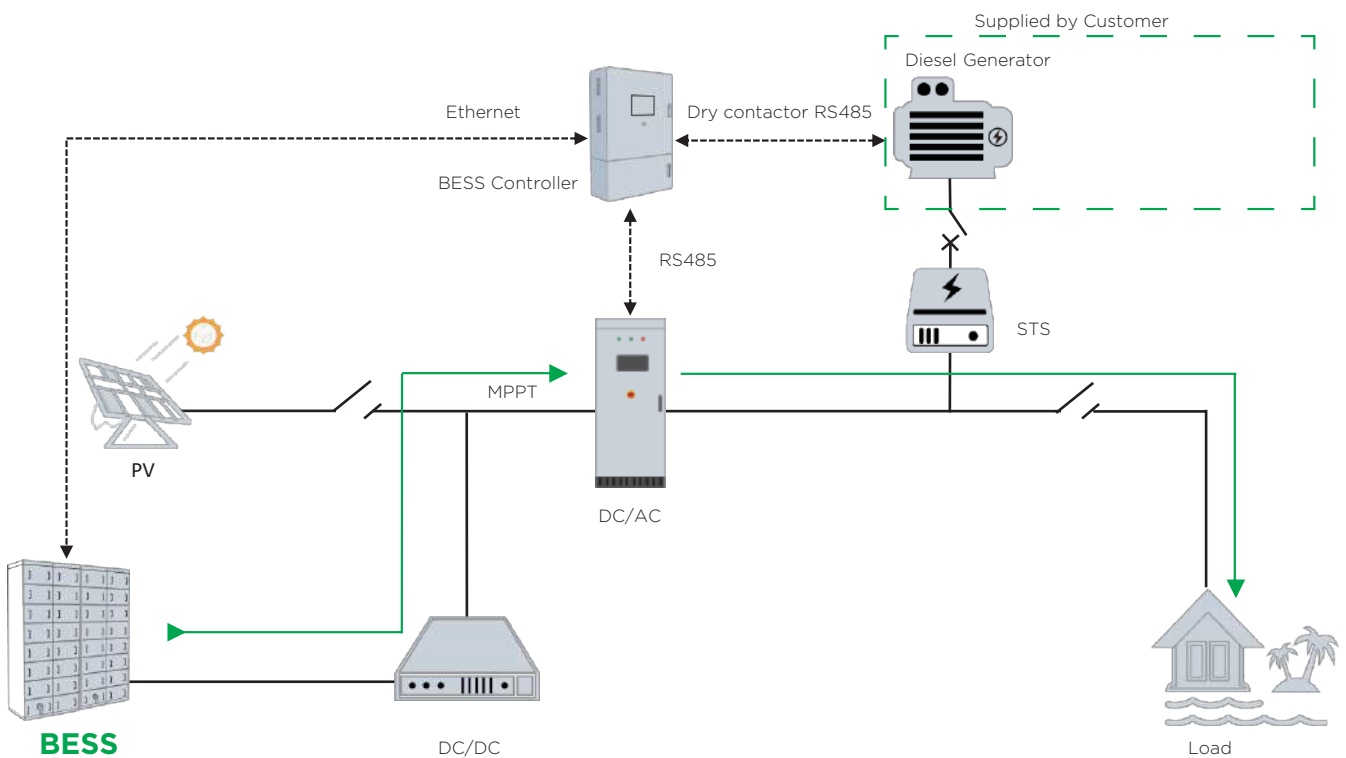 Supplied by Customer
Diesel Generator
Ethernet
Dry contactor RS485
BESS Controller
RS485
STS
MPPT
PV
DC/AC
BESS
DC/DC
Load